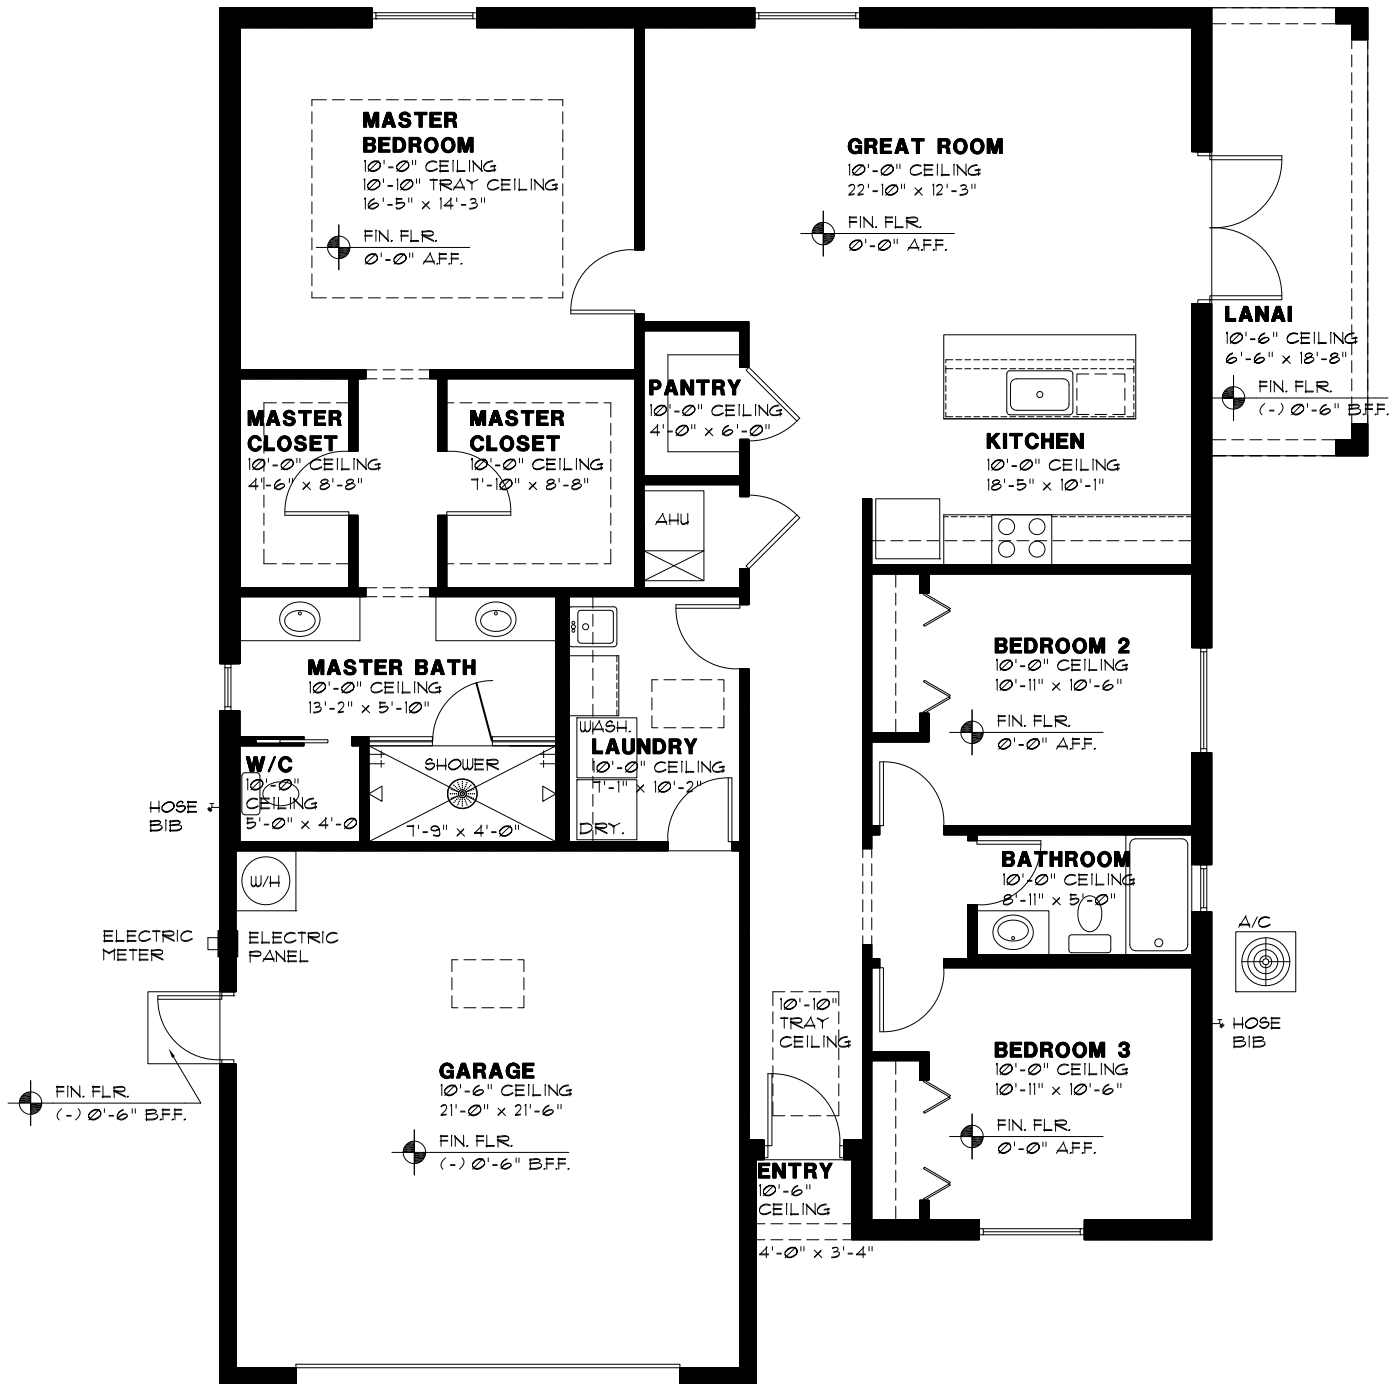 MASTER
BEDROOM
10'-0" CEILING
10'-10" TRAY CEILING
16'-5" x 14'-3"
FIN. FLR.
0'-0" A.F.F.
GREAT ROOM
10'-0" CEILING
22'-10" x 12'-3"
FIN. FLR.
0'-0" A.F.F.
LANAI
10'-6" CEILING
6'-6" x 18'-8"
FIN. FLR.
(-) 0'-6" B.F.F.
PANTRY
10'-0" CEILING
4'-0" x 6'-0"
MASTER
CLOSET
10'-0" CEILING
4'-6" x 8'-8"
MASTER
CLOSET
10'-0" CEILING
7'-10" x 8'-8"
KITCHEN
10'-0" CEILING
18'-5" x 10'-1"
AHU
MASTER BATH
10'-0" CEILING
13'-2" x 5'-10"
BEDROOM 2
10'-0" CEILING
10'-11" x 10'-6"
FIN. FLR.
0'-0" A.F.F.
WASH.
LAUNDRY
10'-0" CEILING
7'-1" x 10'-2"
DRY.
W/C
10'-0"
CEILING
5'-0" x 4'-0
SHOWER
7'-9" x 4'-0"
HOSE
BIB
W/H
BATHROOM
10'-0" CEILING
8'-11" x 5'-0"
A/C
ELECTRIC
METER
ELECTRIC
PANEL
10'-10"
TRAY
CEILING
HOSE
BIB
BEDROOM 3
10'-0" CEILING
10'-11" x 10'-6"
FIN. FLR.
0'-0" A.F.F.
GARAGE
10'-6" CEILING
21'-0" x 21'-6"
FIN. FLR.
(-) 0'-6" B.F.F.
FIN. FLR.
(-) 0'-6" B.F.F.
ENTRY
10'-6"
CEILING
4'-0" x 3'-4"